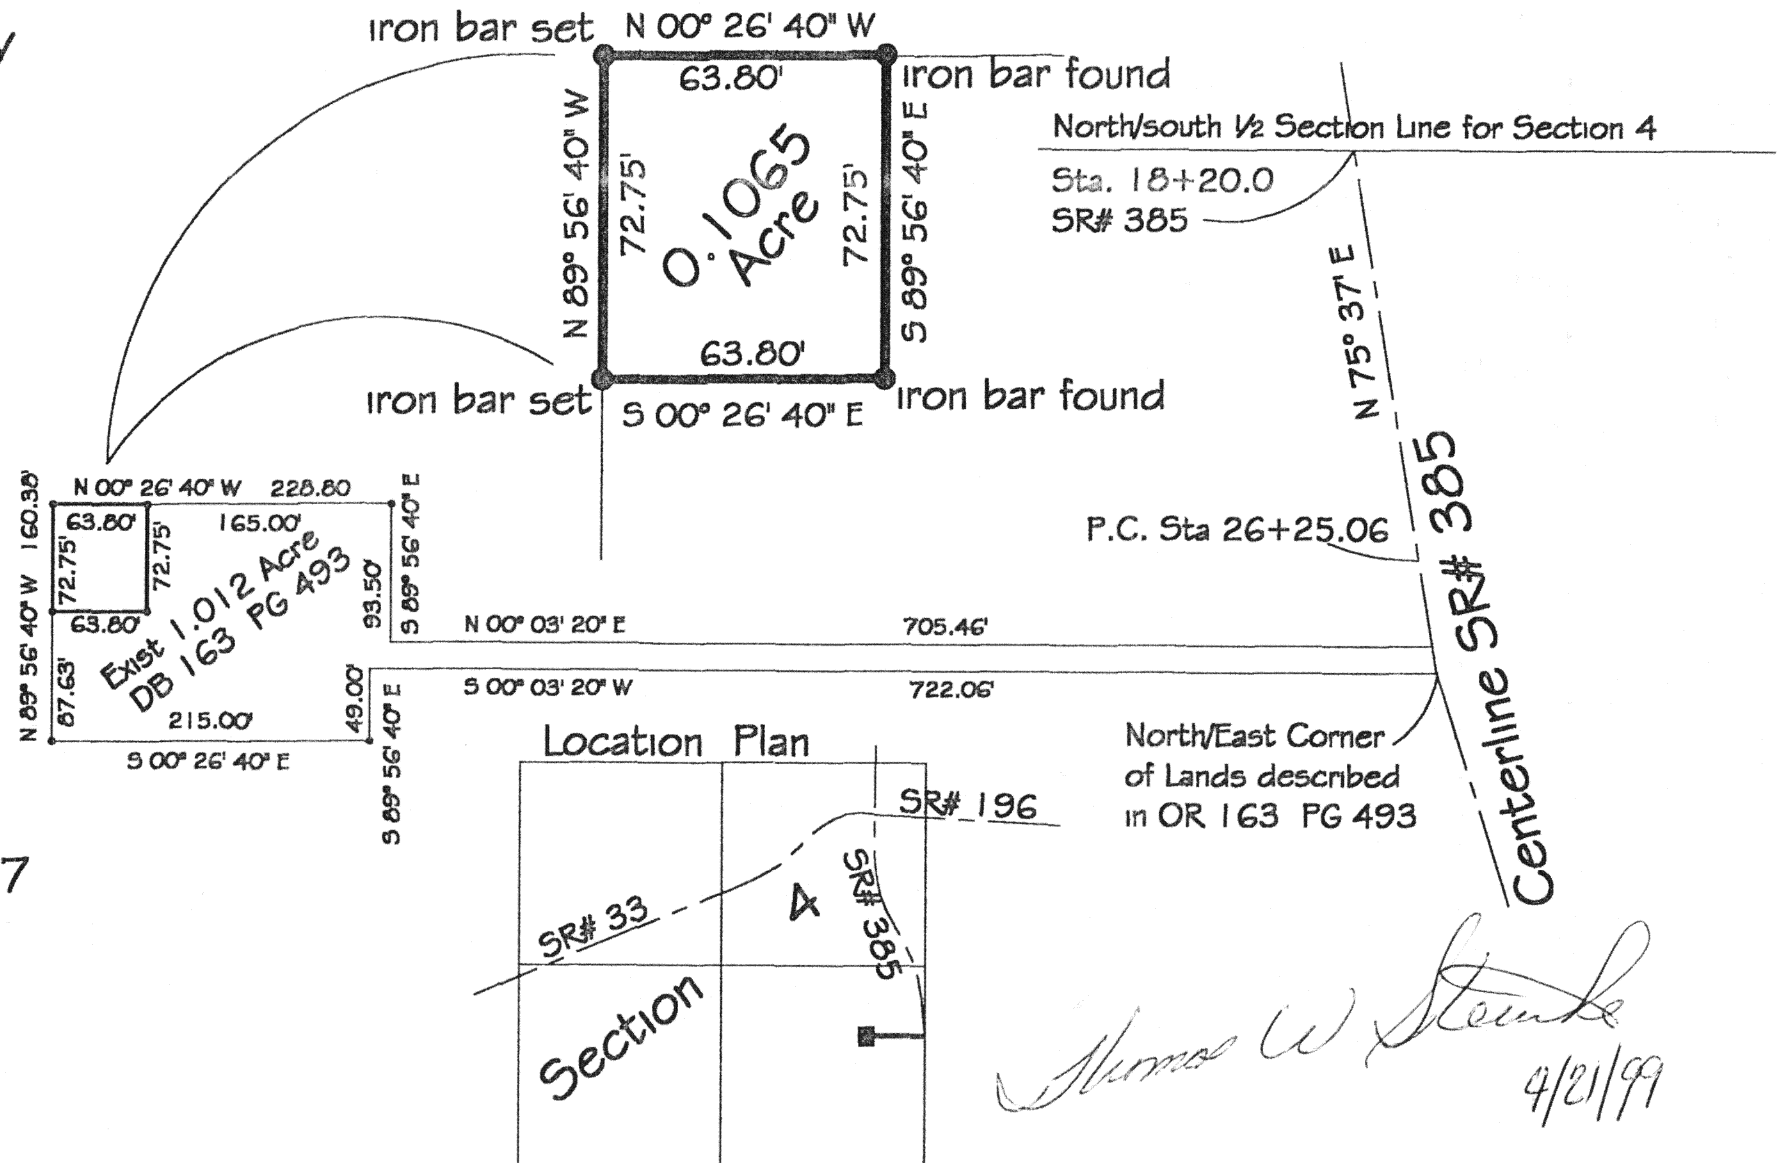 iron bar set
N 00° 26' 40" W
63.80'
iron bar found
N 89° 56' 40" W
72.75'
0.1065
Acre
72.75'
S 89° 56' 40" E
63.80'
iron bar set
S 00° 26' 40" E
iron bar found
North/south 1/2 Section Line for Section 4
Sta. 18+20.0
SR# 385
N 75° 37' E
Centerline SR# 385
P.C. Sta 26+25.06
N 00° 26' 40" W 228.80
63.80'
165.00'
N 89° 56' 40" W 160.38'
72.75'
72.75'
63.80'
87.63'
Exist 1.012 Acre
DB 163 PG 493
93.50'
S 89° 56' 40" E
N 00° 03' 20" E
705.46'
S 00° 03' 20" W
722.06'
215.00'
49.00'
S 00° 26' 40" E
S 89° 56' 40" E
North/East Corner
of Lands described
in OR 163 PG 493
Location Plan
SR# 196
SR# 33
4
SR# 385
Section
7
Thomas W Steinke
4/21/99